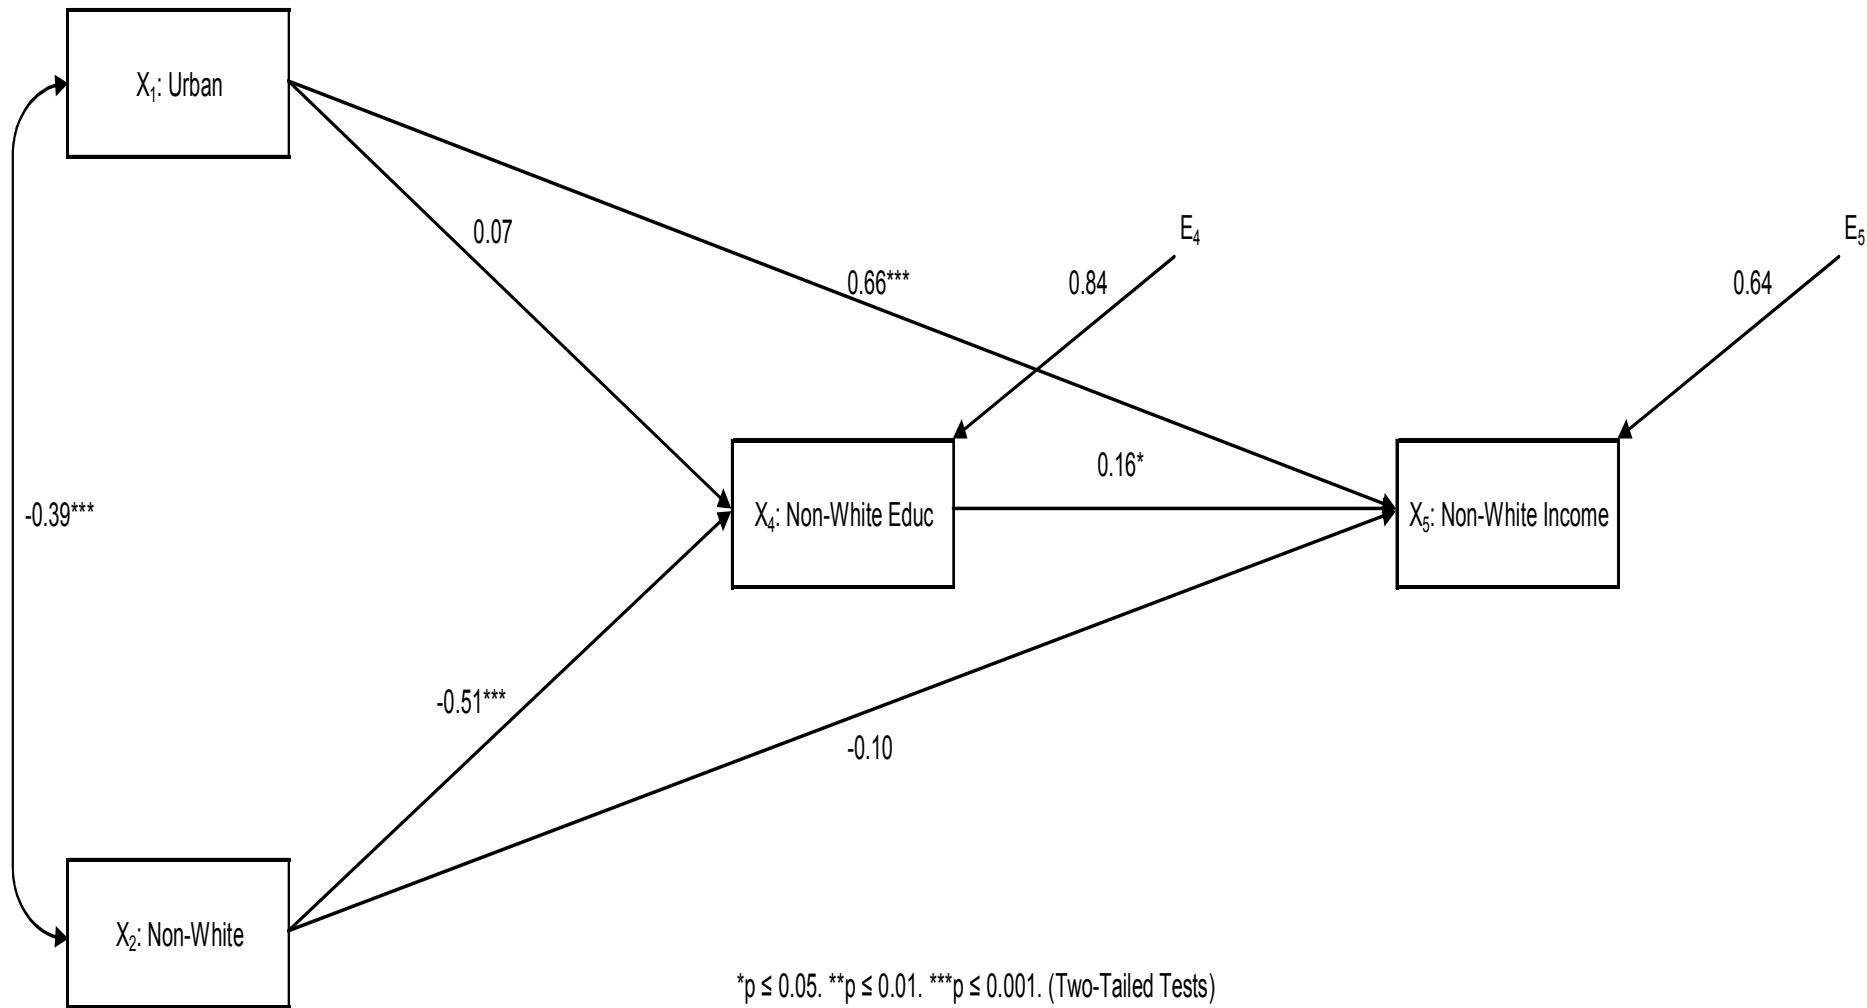 X₁: Urban
0.07
E₄
E₅
0.66***
0.84
0.64
0.16*
-0.39***
X₄: Non-White Educ
X₅: Non-White Income
-0.51***
-0.10
X₂: Non-White
*p ≤ 0.05. **p ≤ 0.01. ***p ≤ 0.001. (Two-Tailed Tests)